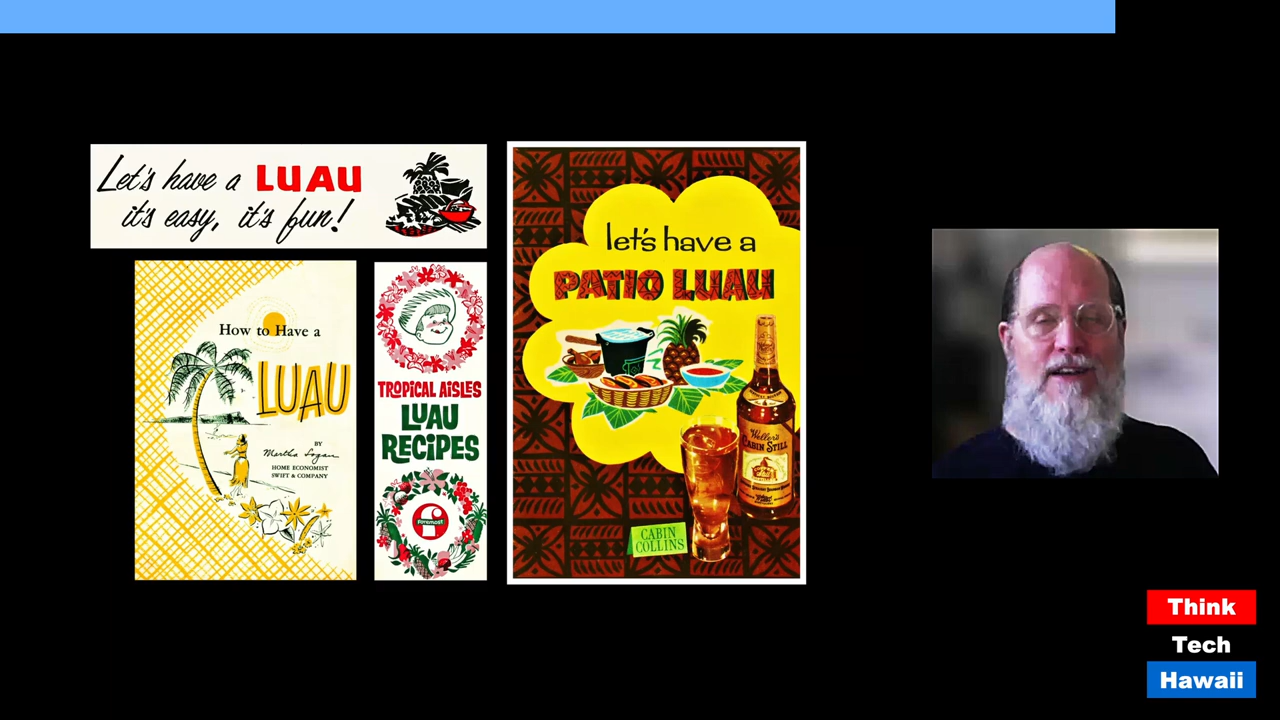 Let's have a LUAU
it's easy, it's fun!
How to Have a
LUAU
BY
Martha Logan
HOME ECONOMIST
SWIFT & COMPANY
TROPICAL AISLES
LUAU
RECIPES
FOREMOST
let's have a
PATIO LUAU
Weller's
CABIN STILL
CABIN
COLLINS
Think
Tech
Hawaii